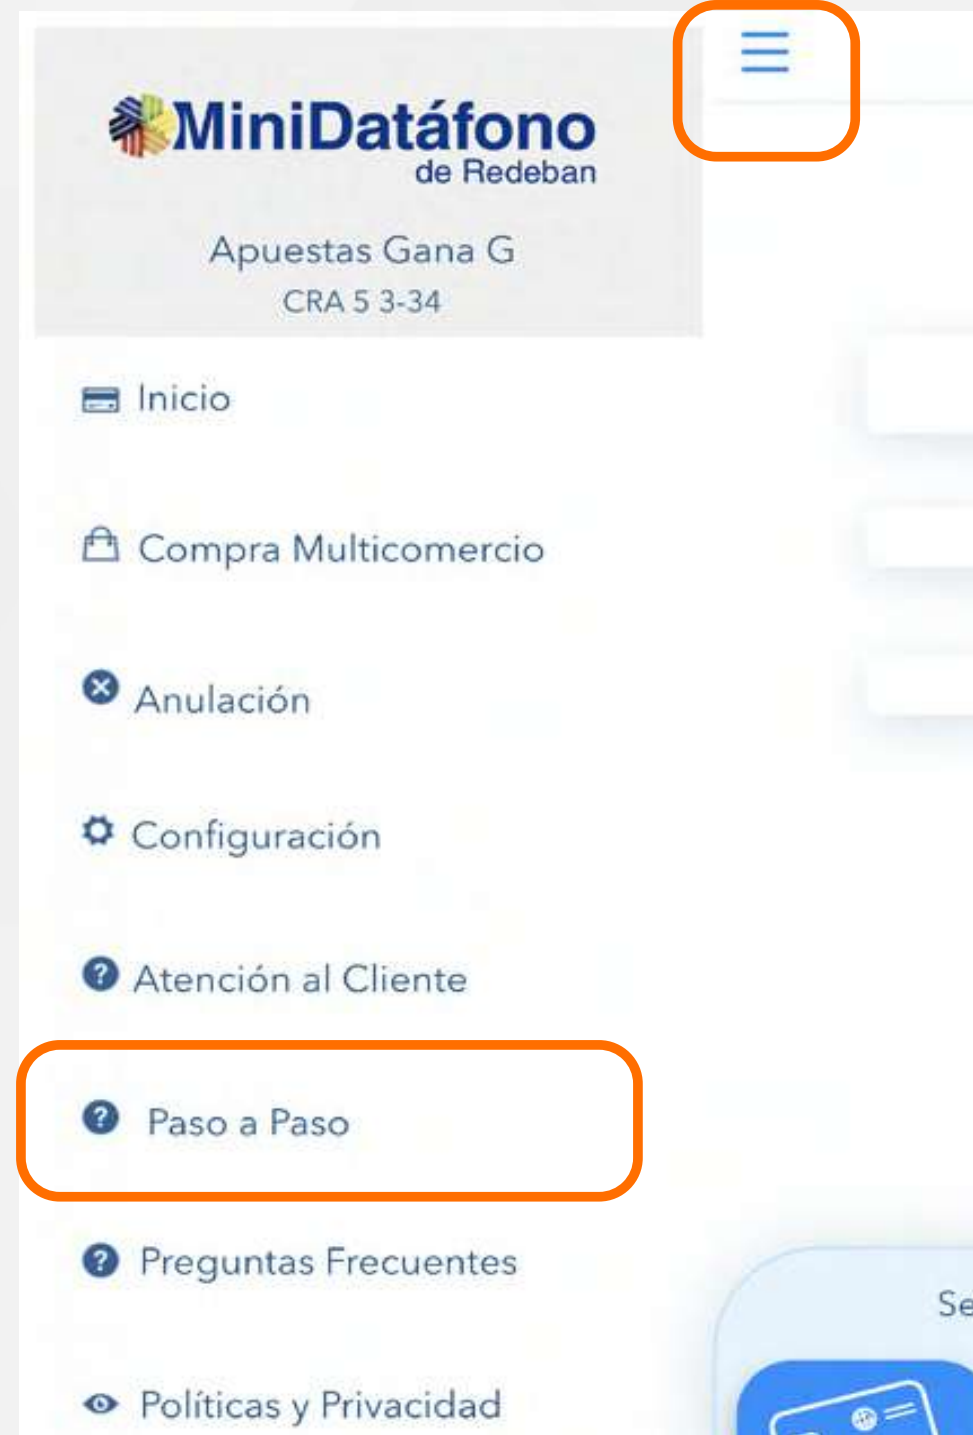 MiniDatáfono
de Redeban
Apuestas Gana G
CRA 5 3-34
Inicio
Compra Multicomercio
Anulación
Configuración
Atención al Cliente
Paso a Paso
Preguntas Frecuentes
Se
Políticas y Privacidad